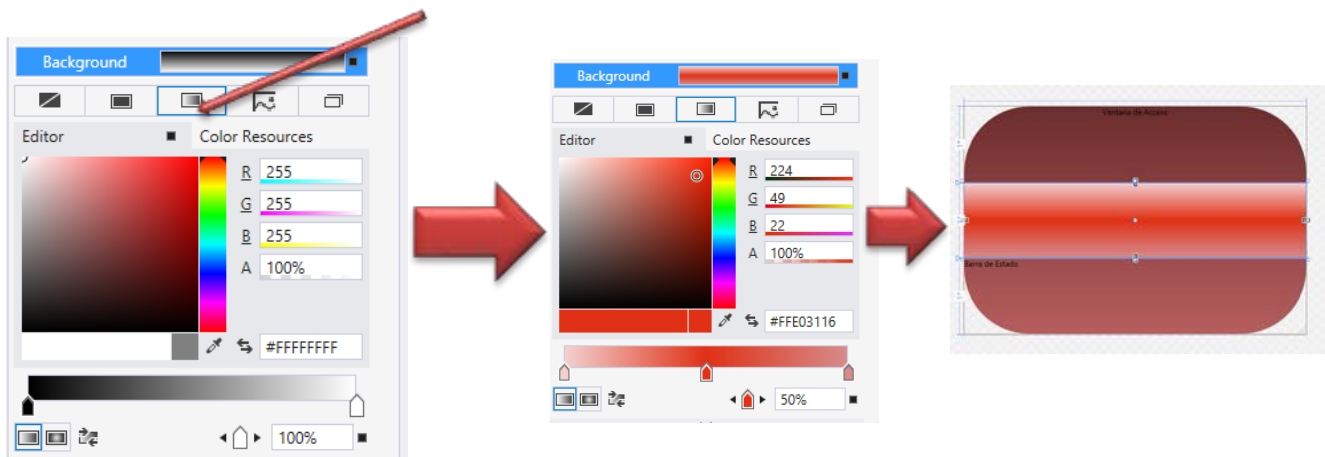 Background
Editor
Color Resources
R 255
G 255
B 255
A 100%
#FFFFFFFF
100%
Background
Editor
Color Resources
R 224
G 49
B 22
A 100%
#FFE03116
50%
Ventana de Acceso
Barra de Estado